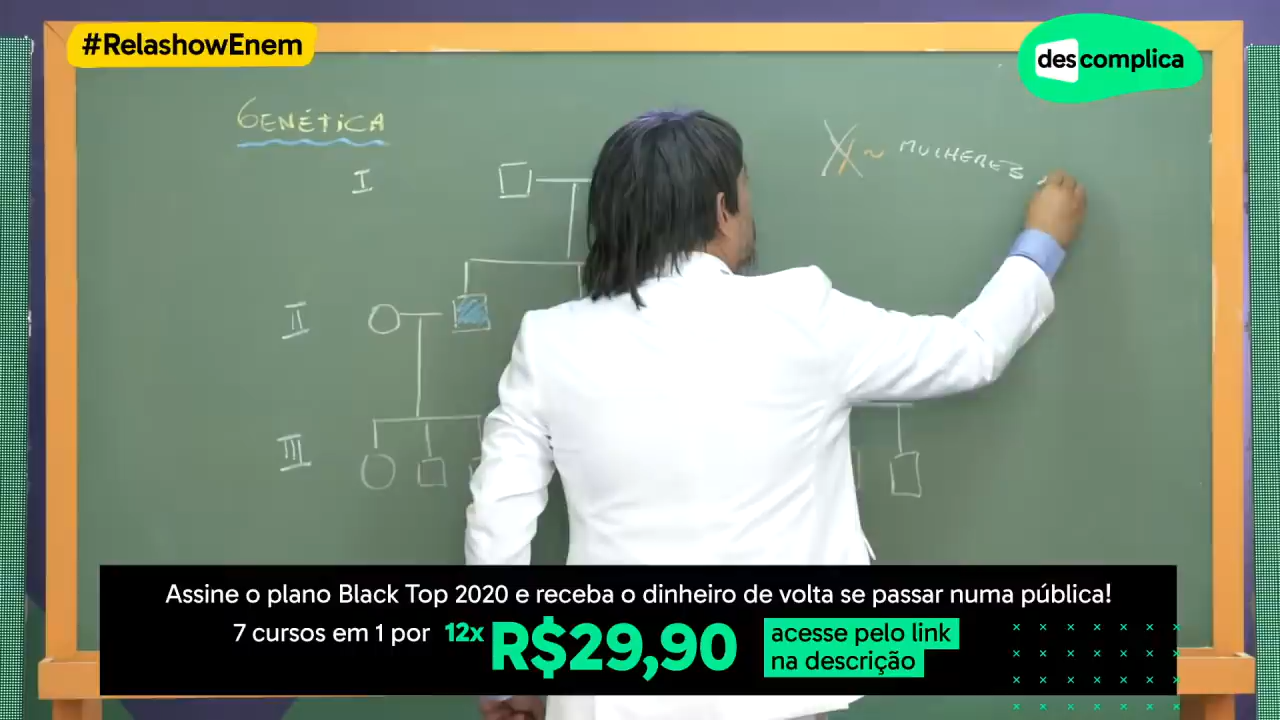 #RelashowEnem
descomplica
GENÉTICA
X X ~ MULHERES
I
II
III
Assine o plano Black Top 2020 e receba o dinheiro de volta se passar numa pública!
7 cursos em 1 por 12x R$29,90
acesse pelo link
na descrição